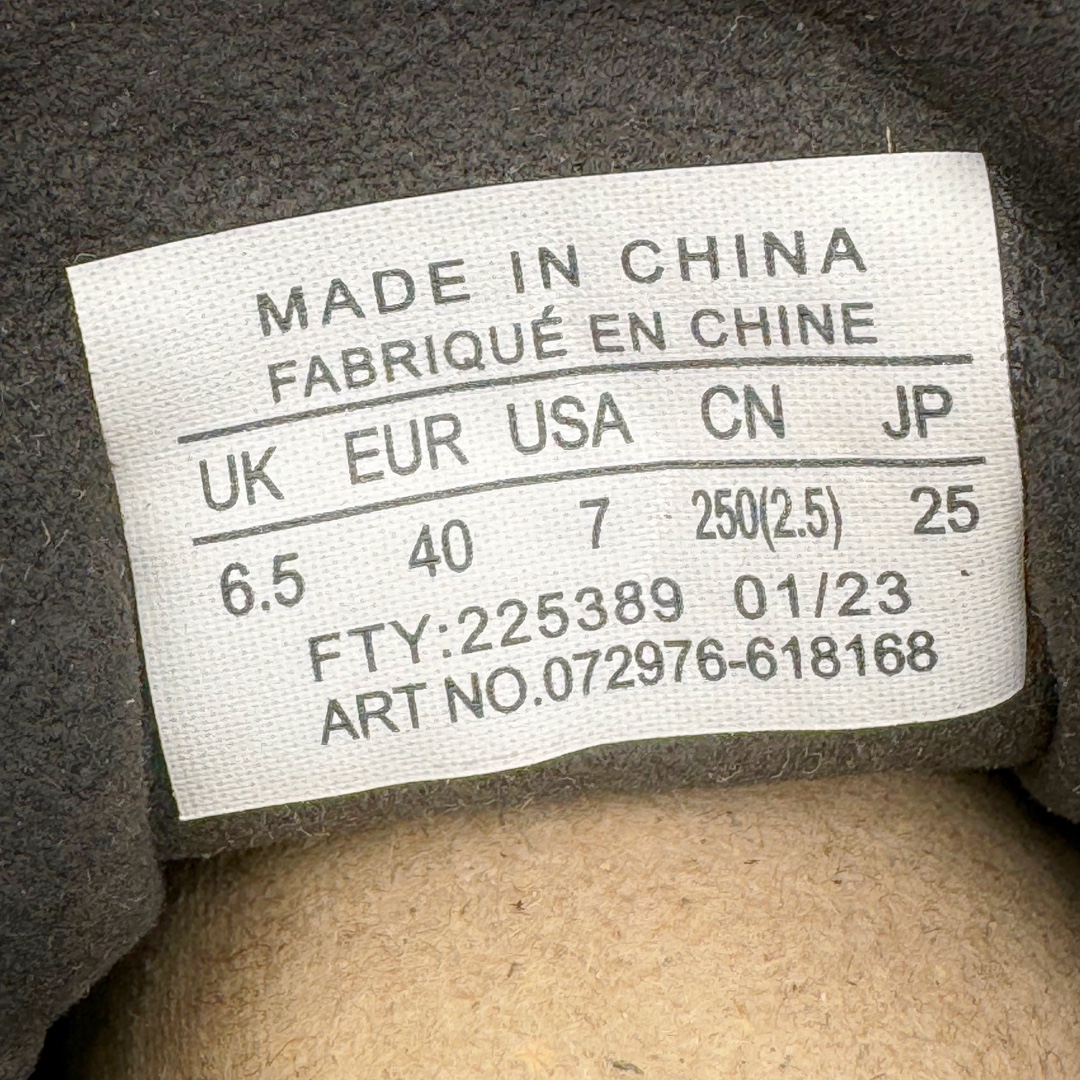 MADE IN CHINA
FABRIQUÉ EN CHINE
UK EUR USA CN JP
6.5 40 7 250(2.5) 25
FTY:225389 01/23
ART NO.072976-618168